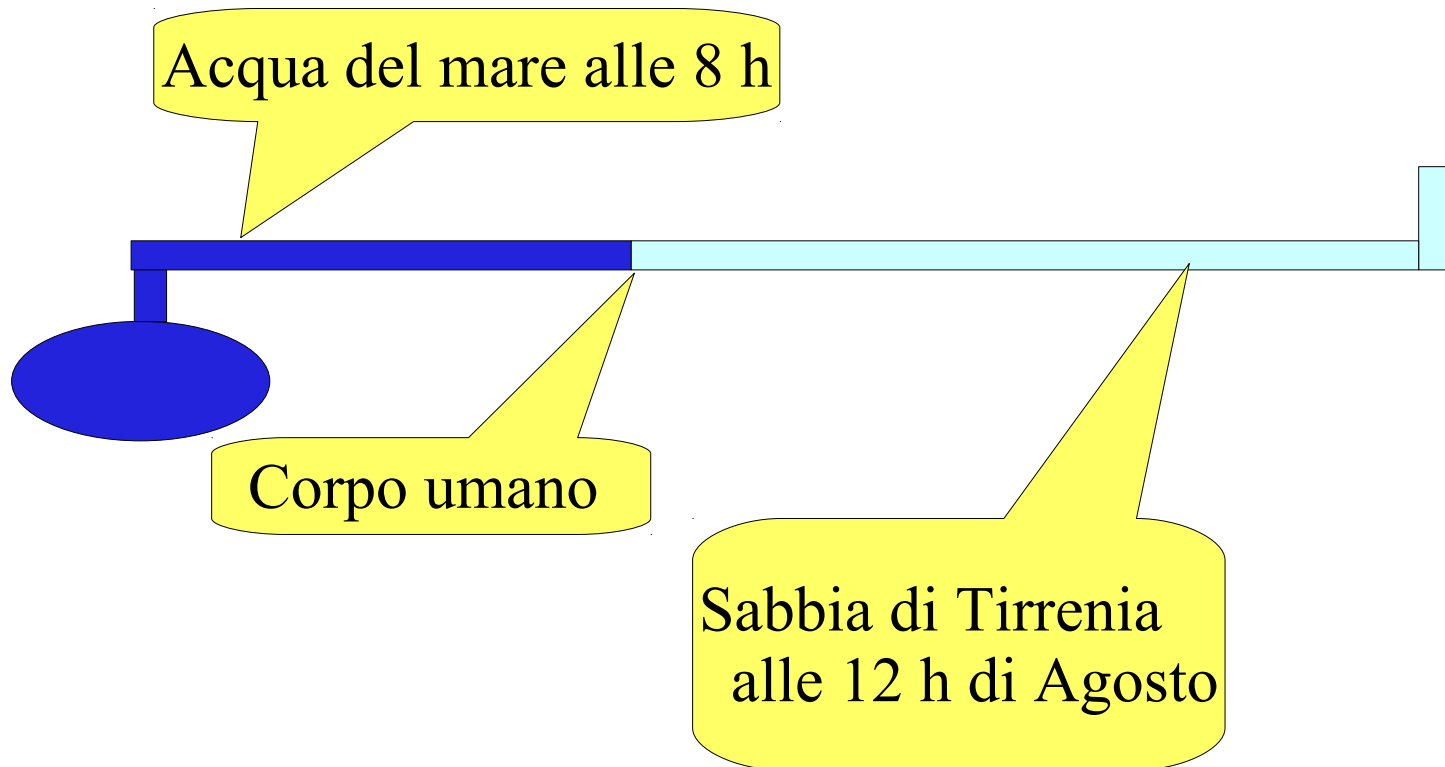 Acqua del mare alle 8 h
Corpo umano
Sabbia di Tirrenia
alle 12 h di Agosto